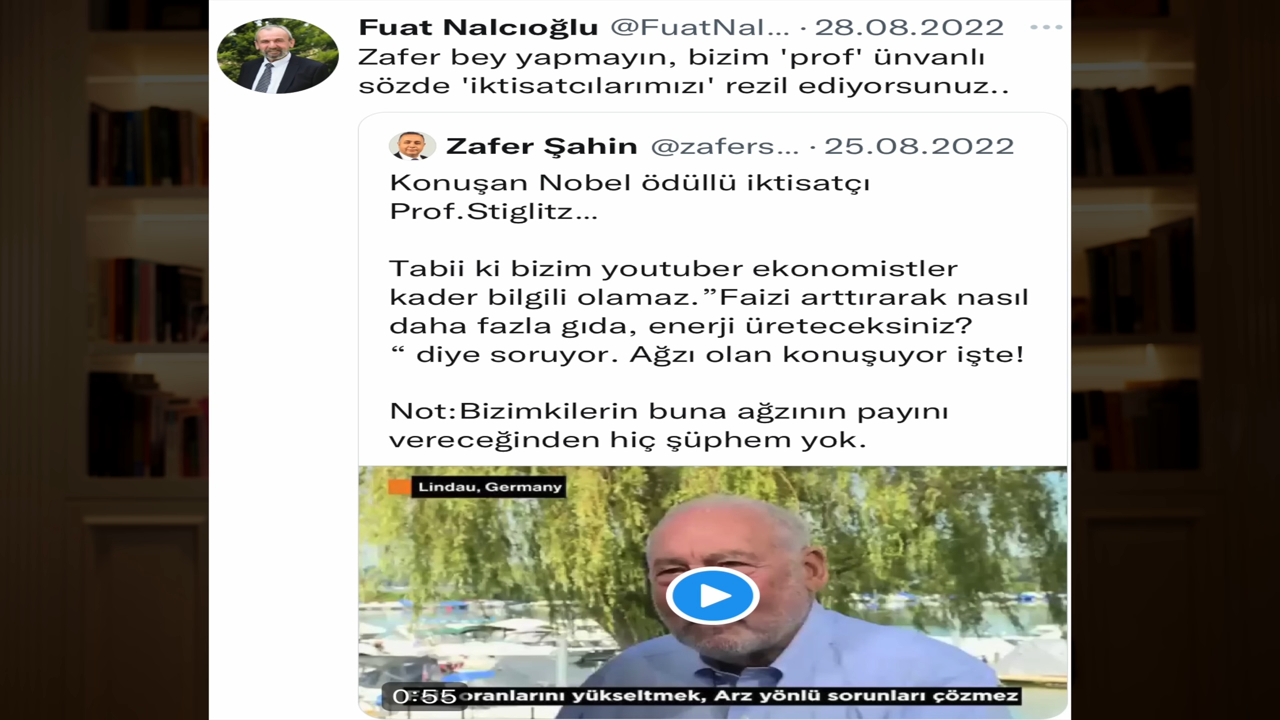 Fuat Nalcıoğlu @FuatNal... · 28.08.2022
Zafer bey yapmayın, bizim 'prof' ünvanlı
sözde 'iktisatcılarımızı' rezil ediyorsunuz..
Zafer Şahin @zafers... · 25.08.2022
Konuşan Nobel ödüllü iktisatçı
Prof.Stiglitz...
Tabii ki bizim youtuber ekonomistler
kader bilgili olamaz.”Faizi arttırarak nasıl
daha fazla gıda, enerji üreteceksiniz?
“ diye soruyor. Ağzı olan konuşuyor işte!
Not:Bizimkilerin buna ağzının payını
vereceğinden hiç şüphem yok.
Lindau, Germany
0:55
oranlarını yükseltmek, Arz yönlü sorunları çözmez